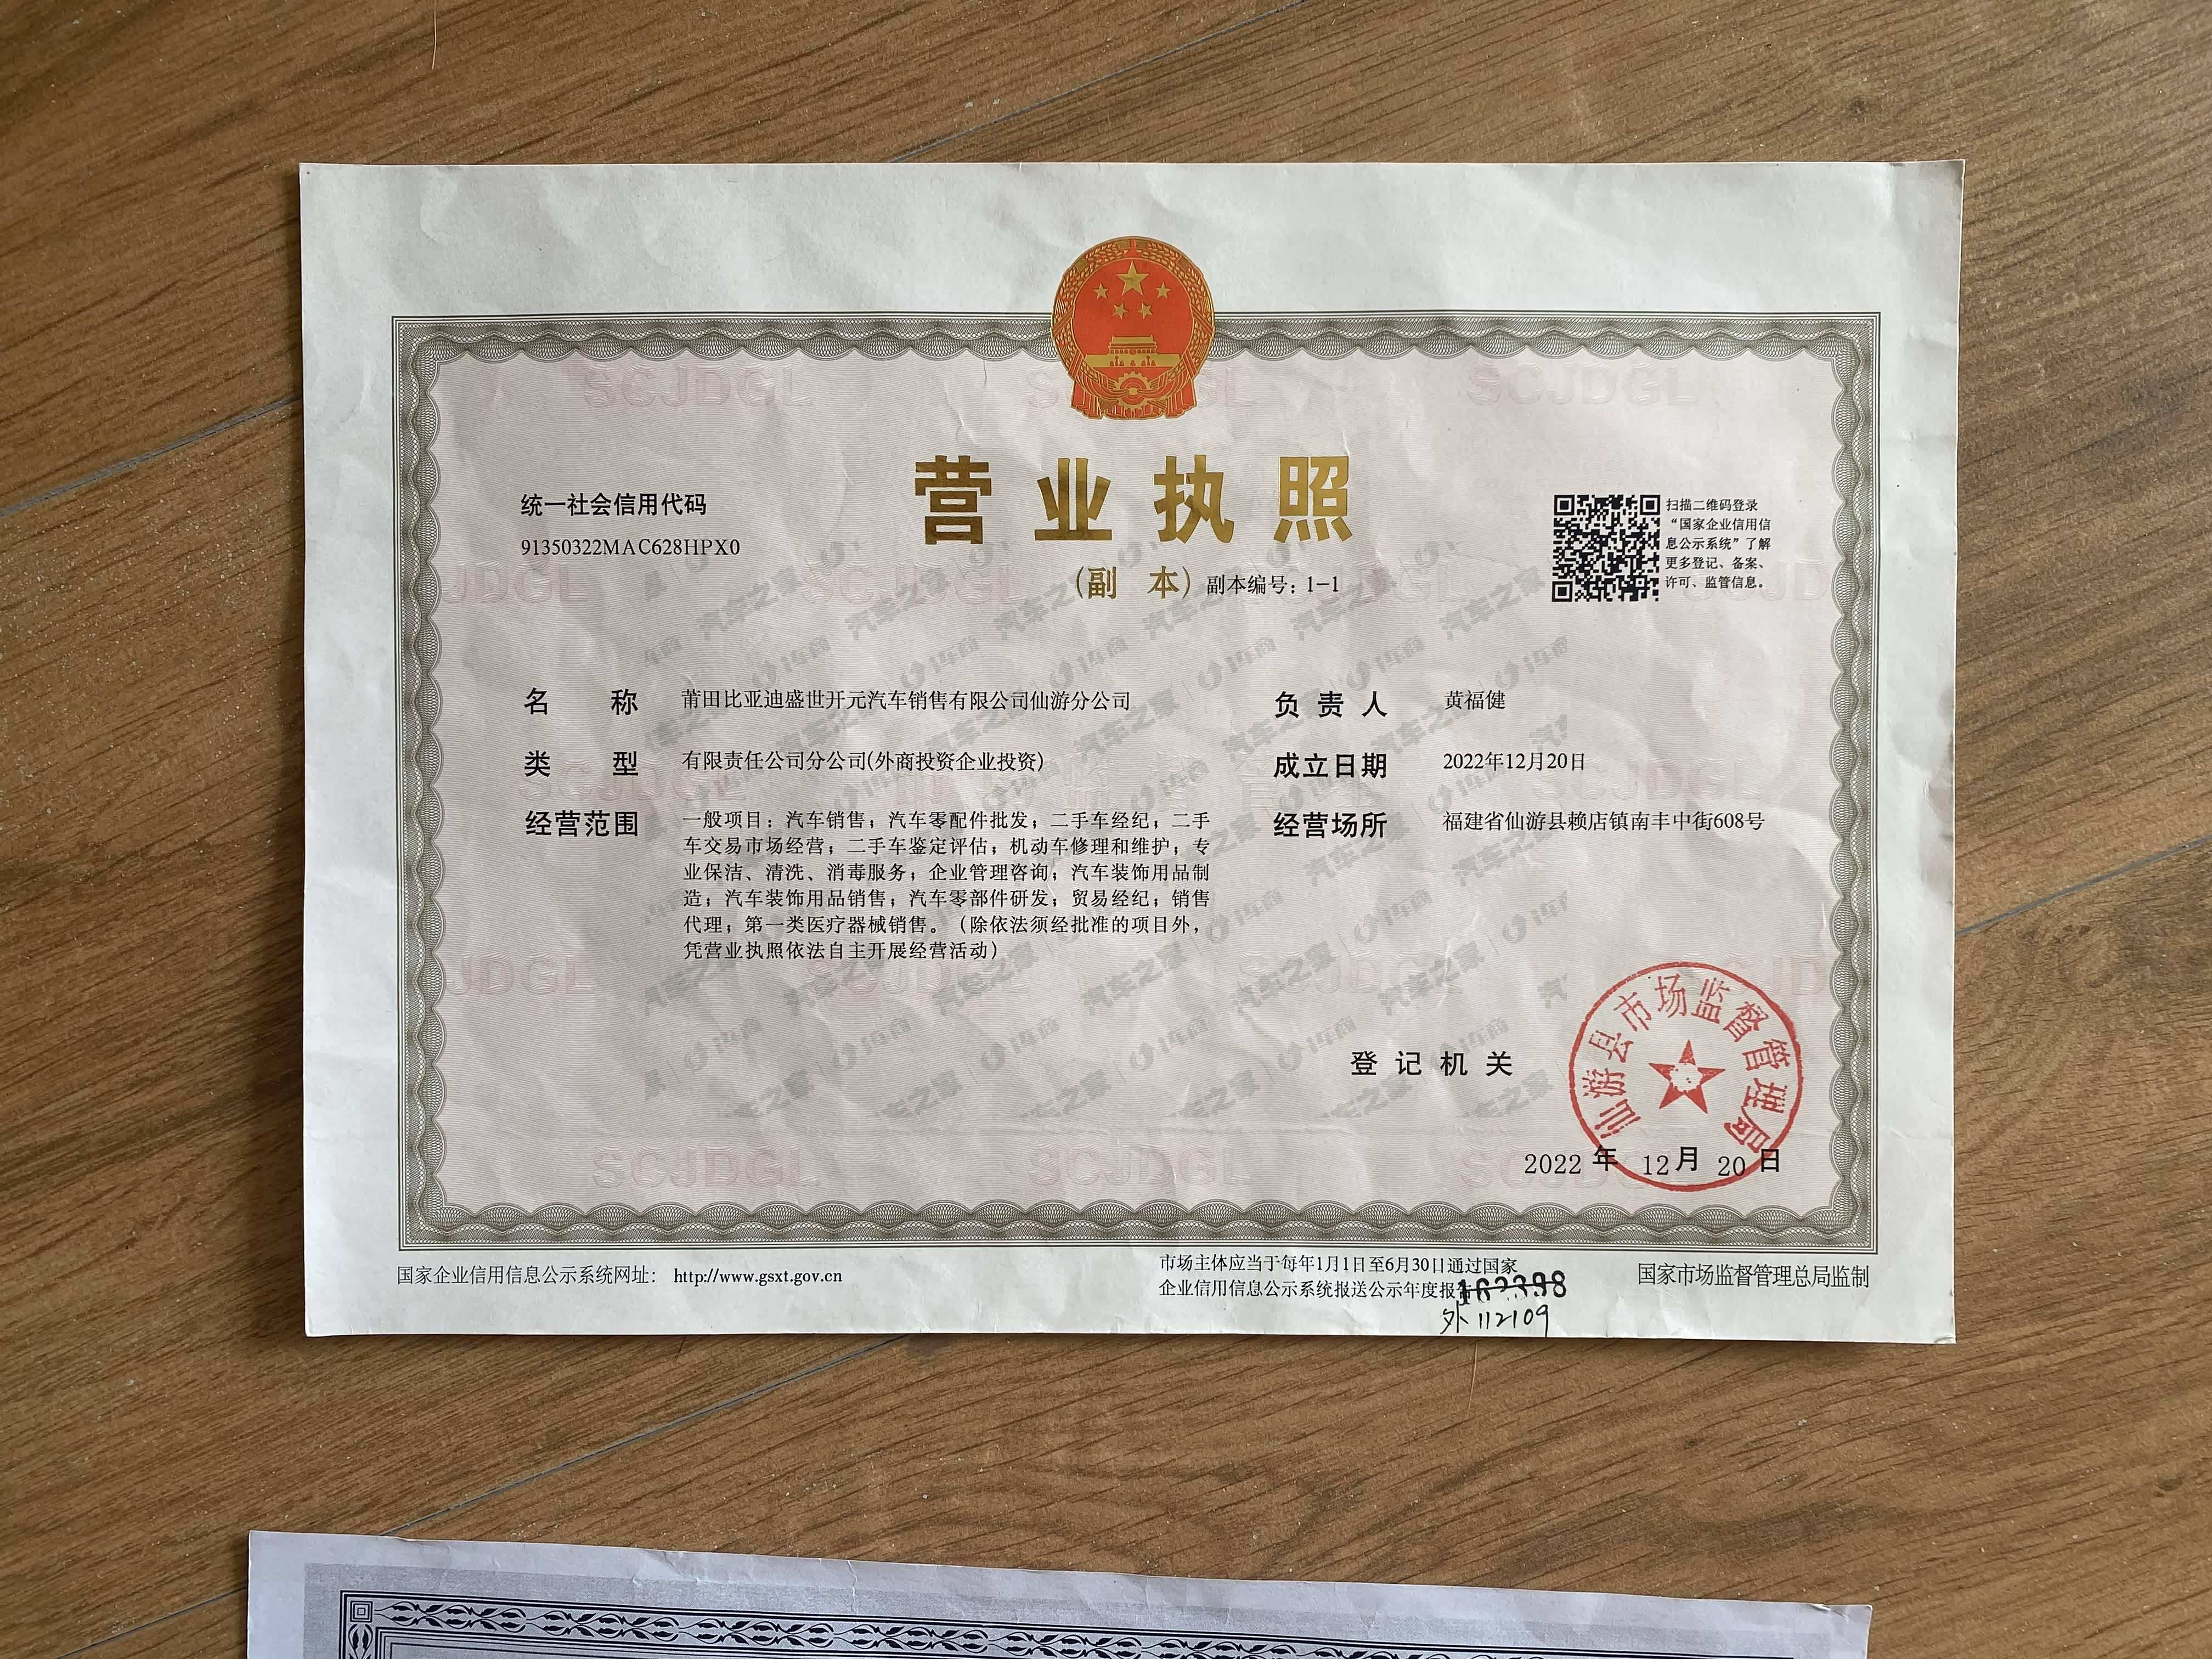 营业执照
(副 本) 副本编号：1-1
统一社会信用代码
91350322MAC628HPX0
扫描二维码登录
“国家企业信用信
息公示系统”了解
更多登记、备案、
许可、监管信息。
名 称 莆田比亚迪盛世开元汽车销售有限公司仙游分公司
类 型 有限责任公司分公司(外商投资企业投资)
经营范围 一般项目：汽车销售；汽车零配件批发；二手车经纪；二手
车交易市场经营；二手车鉴定评估；机动车修理和维护；专
业保洁、清洗、消毒服务；企业管理咨询；汽车装饰用品制
造；汽车装饰用品销售；汽车零部件研发；贸易经纪；销售
代理；第一类医疗器械销售。（除依法须经批准的项目外，
凭营业执照依法自主开展经营活动）
负 责 人 黄福健
成立日期 2022年12月20日
经营场所 福建省仙游县赖店镇南丰中街608号
登记机关
仙游县市场监督管理局
2022 年 12 月 20 日
国家企业信用信息公示系统网址： http://www.gsxt.gov.cn
市场主体应当于每年1月1日至6月30日通过国家
企业信用信息公示系统报送公示年度报告
外112109
国家市场监督管理总局监制
SCJDGL
汽车之家
车商